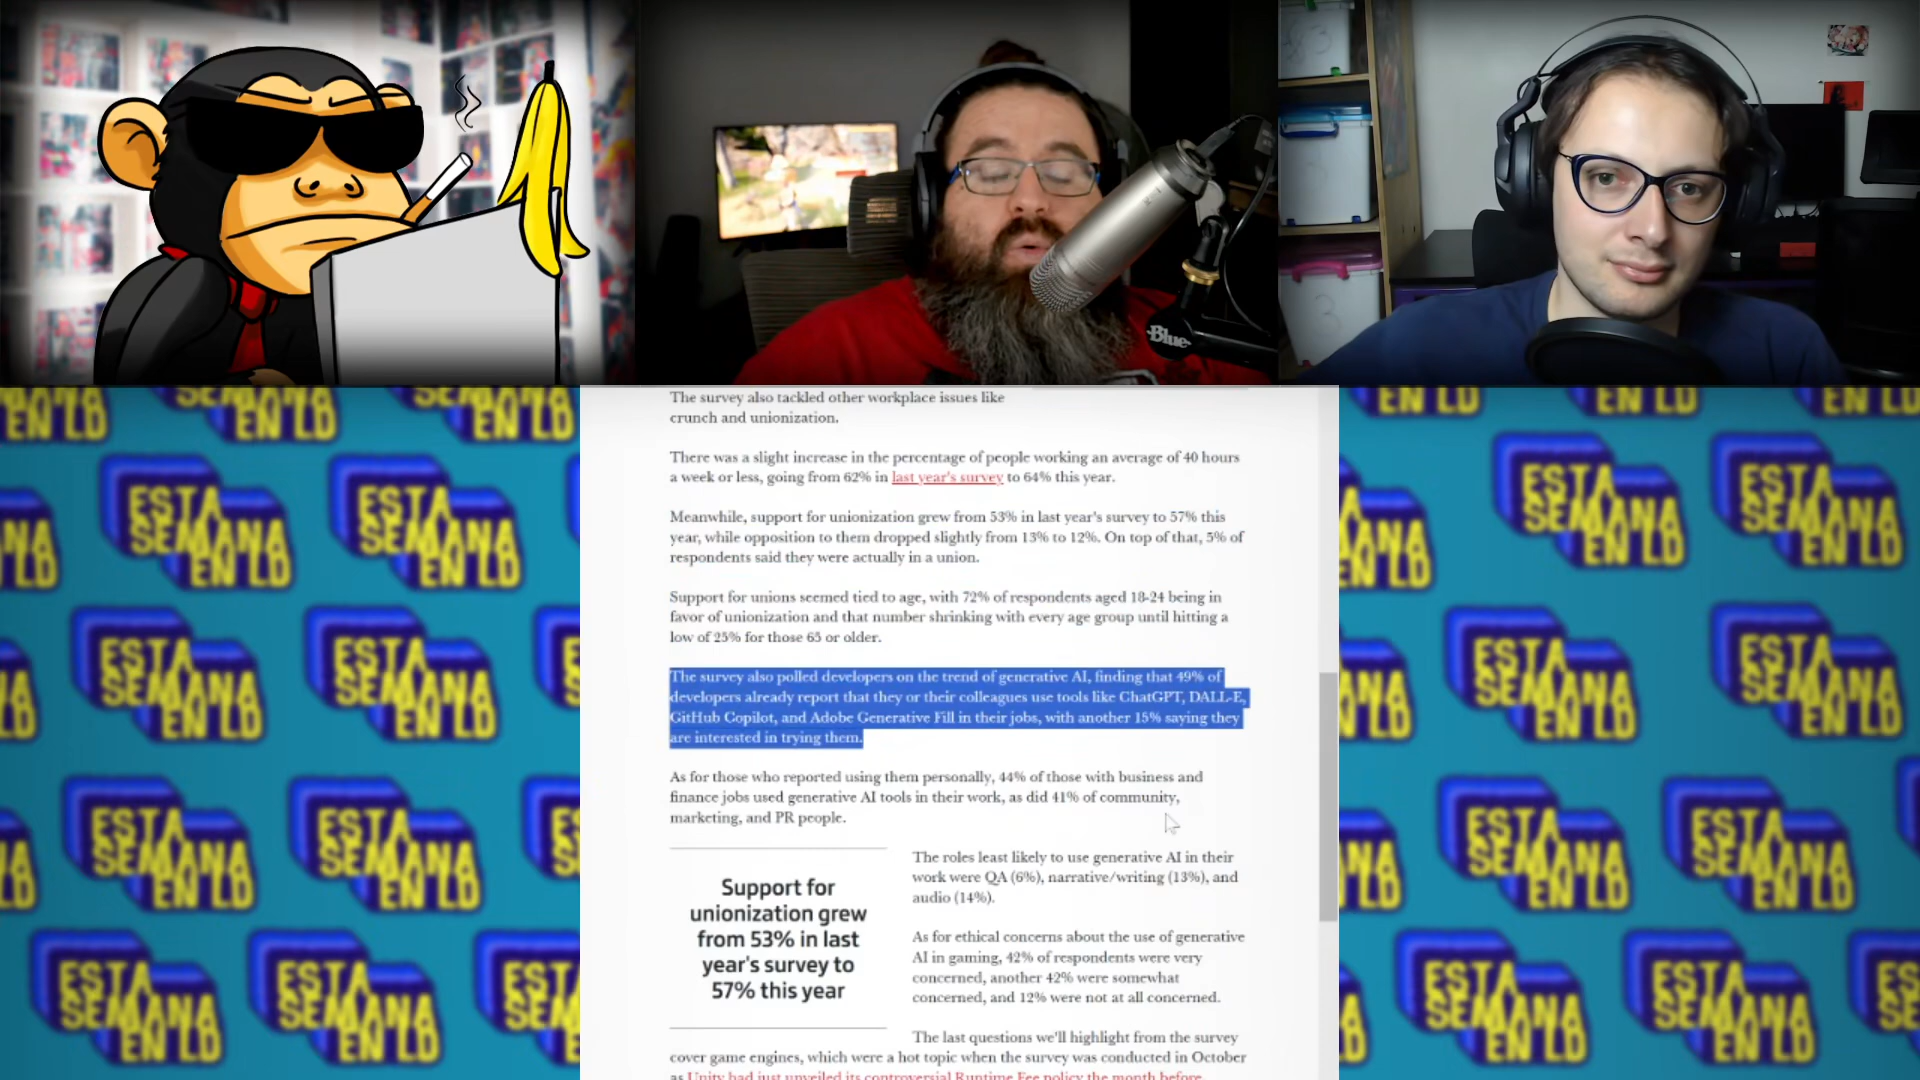 Blue
The survey also tackled other workplace issues like
crunch and unionization.
There was a slight increase in the percentage of people working an average of 40 hours
a week or less, going from 62% in last year's survey to 64% this year.
Meanwhile, support for unionization grew from 53% in last year's survey to 57% this
year, while opposition to them dropped slightly from 13% to 12%. On top of that, 5% of
respondents said they were actually in a union.
Support for unions seemed tied to age, with 72% of respondents aged 18-24 being in
favor of unionization and that number shrinking with every age group until hitting a
low of 25% for those 65 or older.
The survey also polled developers on the trend of generative AI, finding that 49% of
developers already report that they or their colleagues use tools like ChatGPT, DALL-E,
GitHub Copilot, and Adobe Generative Fill in their jobs, with another 15% saying they
are interested in trying them.
As for those who reported using them personally, 44% of those with business and
finance jobs used generative AI tools in their work, as did 41% of community,
marketing, and PR people.
Support for
unionization grew
from 53% in last
year's survey to
57% this year
The roles least likely to use generative AI in their
work were QA (6%), narrative/writing (13%), and
audio (14%).
As for ethical concerns about the use of generative
AI in gaming, 42% of respondents were very
concerned, another 42% were somewhat
concerned, and 12% were not at all concerned.
The last questions we'll highlight from the survey
cover game engines, which were a hot topic when the survey was conducted in October
as Unity had just unveiled its controversial Runtime Fee policy the month before.
ESTA
SEMANA
EN LD